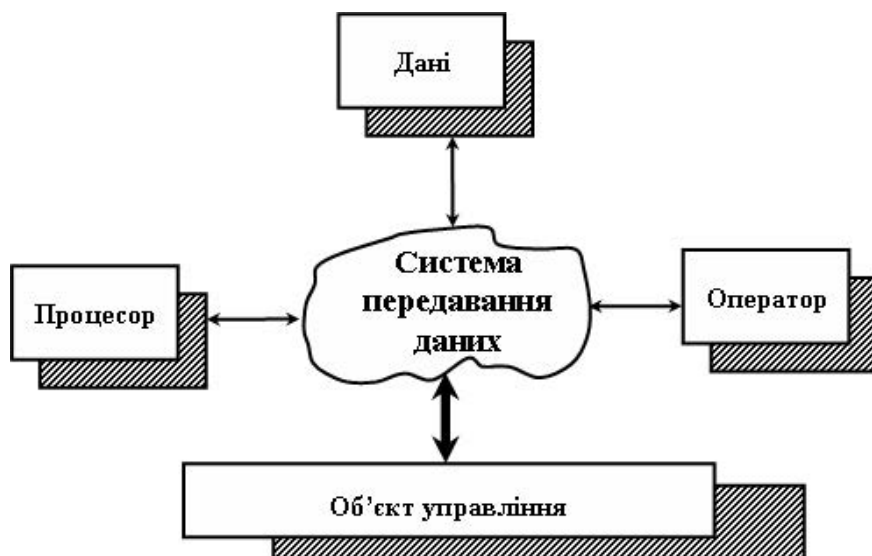 Дані
Система
передавання
даних
Процесор
Оператор
Об’єкт управління